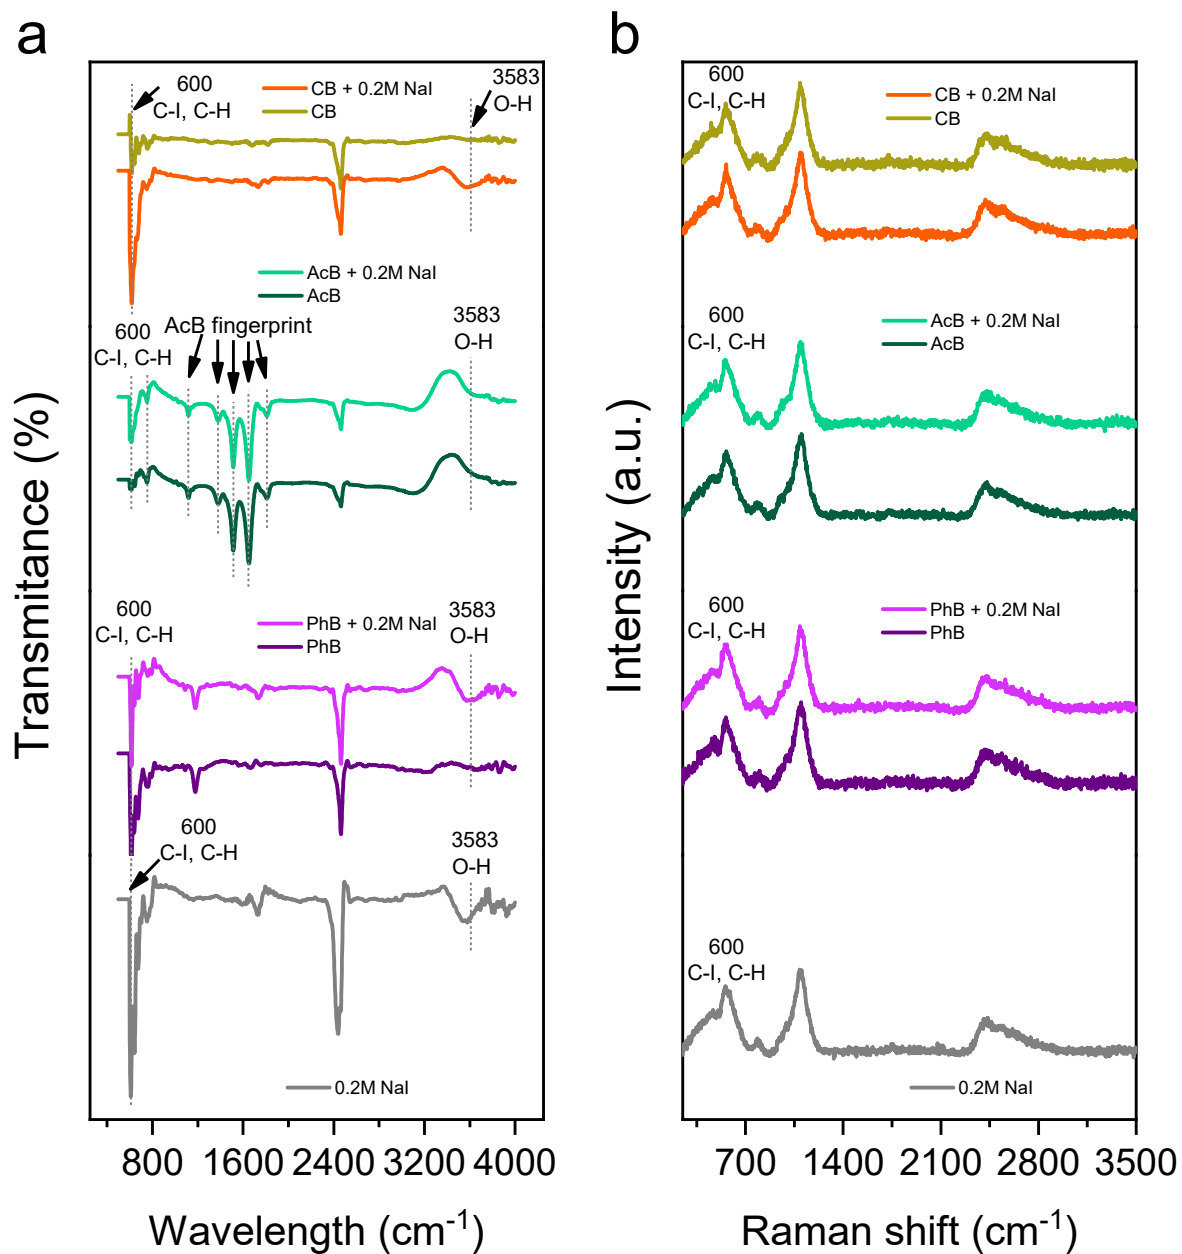 a
600
C-I, C-H
CB + 0.2M NaI
CB
3583
O-H
AcB + 0.2M NaI
AcB
600
C-I, C-H
AcB fingerprint
3583
O-H
600
C-I, C-H
PhB + 0.2M NaI
PhB
3583
O-H
600
C-I, C-H
3583
O-H
0.2M NaI
Transmitance (%)
800 1600 2400 3200 4000
Wavelength (cm⁻¹)
b
600
C-I, C-H
CB + 0.2M NaI
CB
600
C-I, C-H
AcB + 0.2M NaI
AcB
600
C-I, C-H
PhB + 0.2M NaI
PhB
600
C-I, C-H
0.2M NaI
Intensity (a.u.)
700 1400 2100 2800 3500
Raman shift (cm⁻¹)